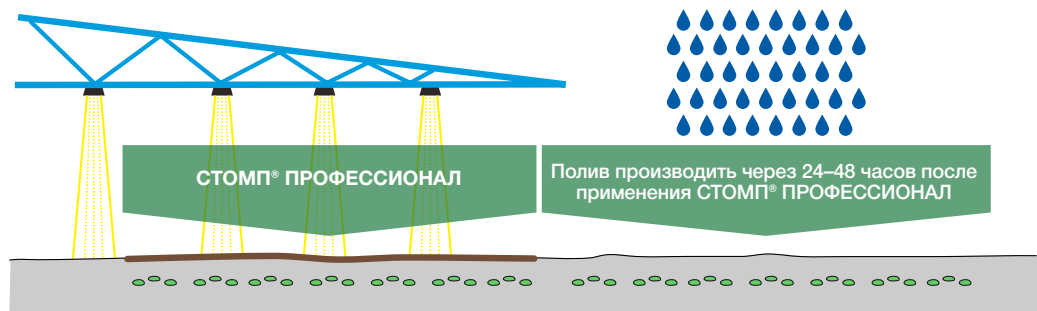 СТОМП® ПРОФЕССИОНАЛ
Полив производить через 24–48 часов после
применения СТОМП® ПРОФЕССИОНАЛ